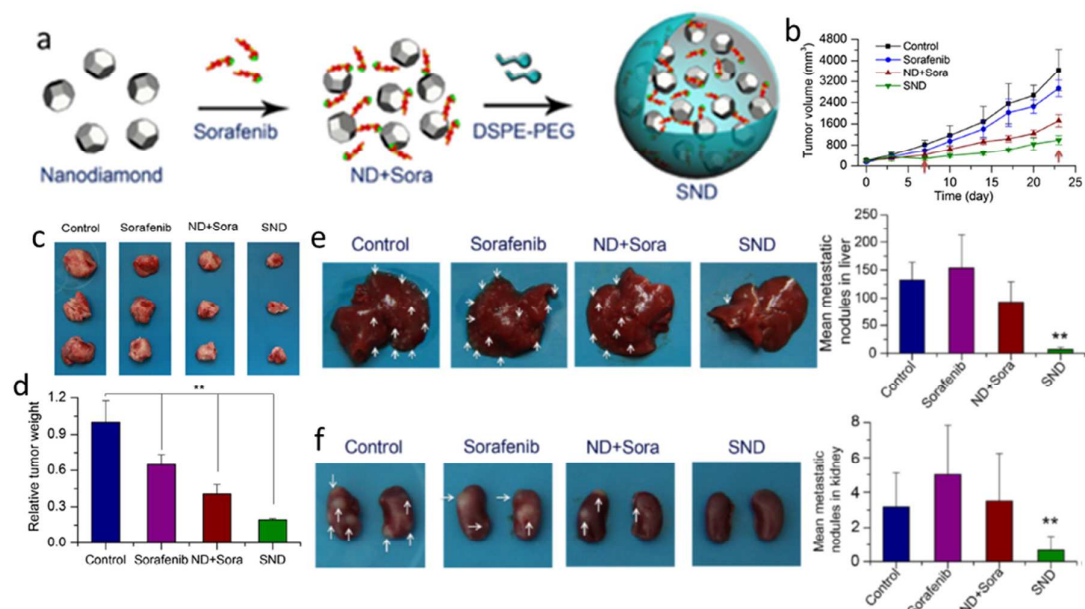 a
Nanodiamond
Sorafenib
ND+Sora
DSPE-PEG
SND
b
Tumor volume (mm³)
4800
4000
3200
2400
1600
800
0
Control
Sorafenib
ND+Sora
SND
0 5 10 15 20 25
Time (day)
c
Control Sorafenib ND+Sora SND
d
**
Relative tumor weight
1.2
0.9
0.6
0.3
0.0
Control Sorafenib ND+Sora SND
e
Control Sorafenib ND+Sora SND
Mean metastatic
nodules in liver
250
200
150
100
50
0
**
Control
Sorafenib
ND+Sora
SND
f
Control Sorafenib ND+Sora SND
Mean metastatic
nodules in kidney
8
6
4
2
0
**
Control
Sorafenib
ND+Sora
SND